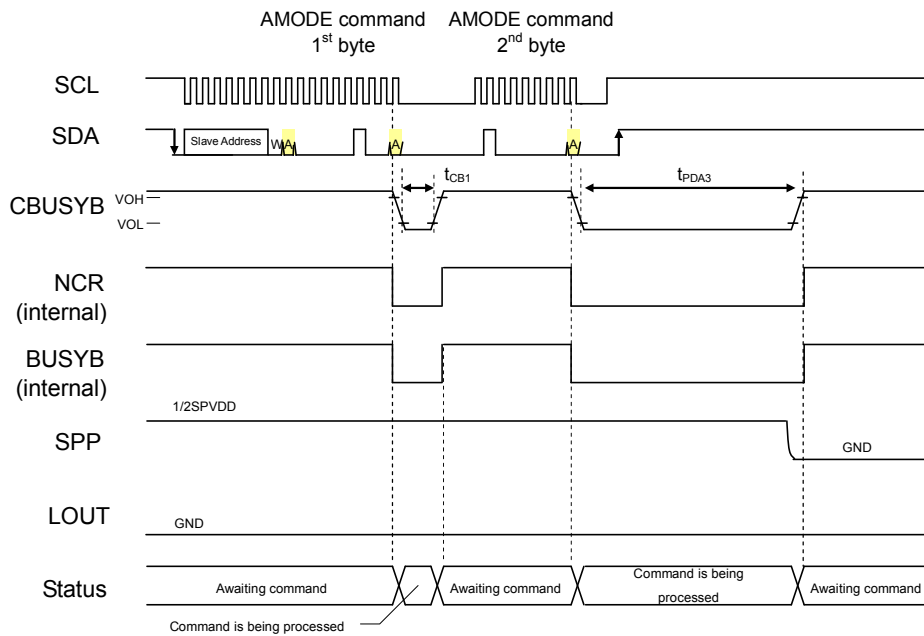 AMODE command
1st byte
AMODE command
2nd byte
SCL
SDA
Slave Address
W
A
A
A
tCB1
tPDA3
CBUSYB
VOH
VOL
NCR
(internal)
BUSYB
(internal)
1/2SPVDD
SPP
GND
LOUT
GND
Status
Awaiting command
Awaiting command
Command is being
processed
Awaiting command
Command is being processed